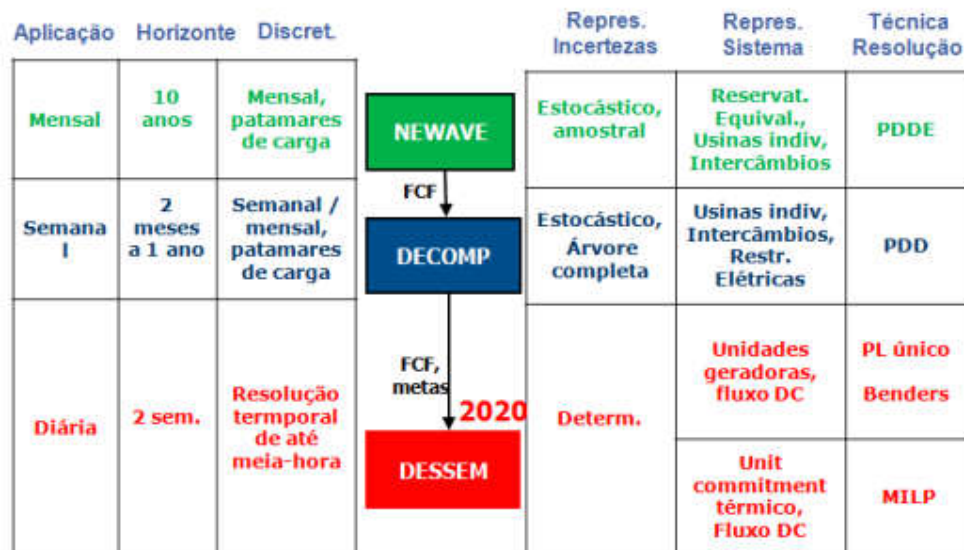 Aplicação Horizonte Discret.
Repres.
Incertezas
Repres.
Sistema
Técnica
Resolução
Mensal
10
anos
Mensal,
patamares
de carga
NEWAVE
Estocástico,
amostral
Reservat.
Equival.,
Usinas indiv,
Intercâmbios
PDDE
FCF
Semana
l
2
meses
a 1 ano
Semanal /
mensal,
patamares
de carga
DECOMP
Estocástico,
Árvore
completa
Usinas indiv,
Intercâmbios,
Restr.
Elétricas
PDD
FCF,
metas
2020
Diária
2 sem.
Resolução
termporal
de até
meia-hora
DESSEM
Determ.
Unidades
geradoras,
fluxo DC
PL único
Benders
Unit
commitment
térmico,
Fluxo DC
MILP